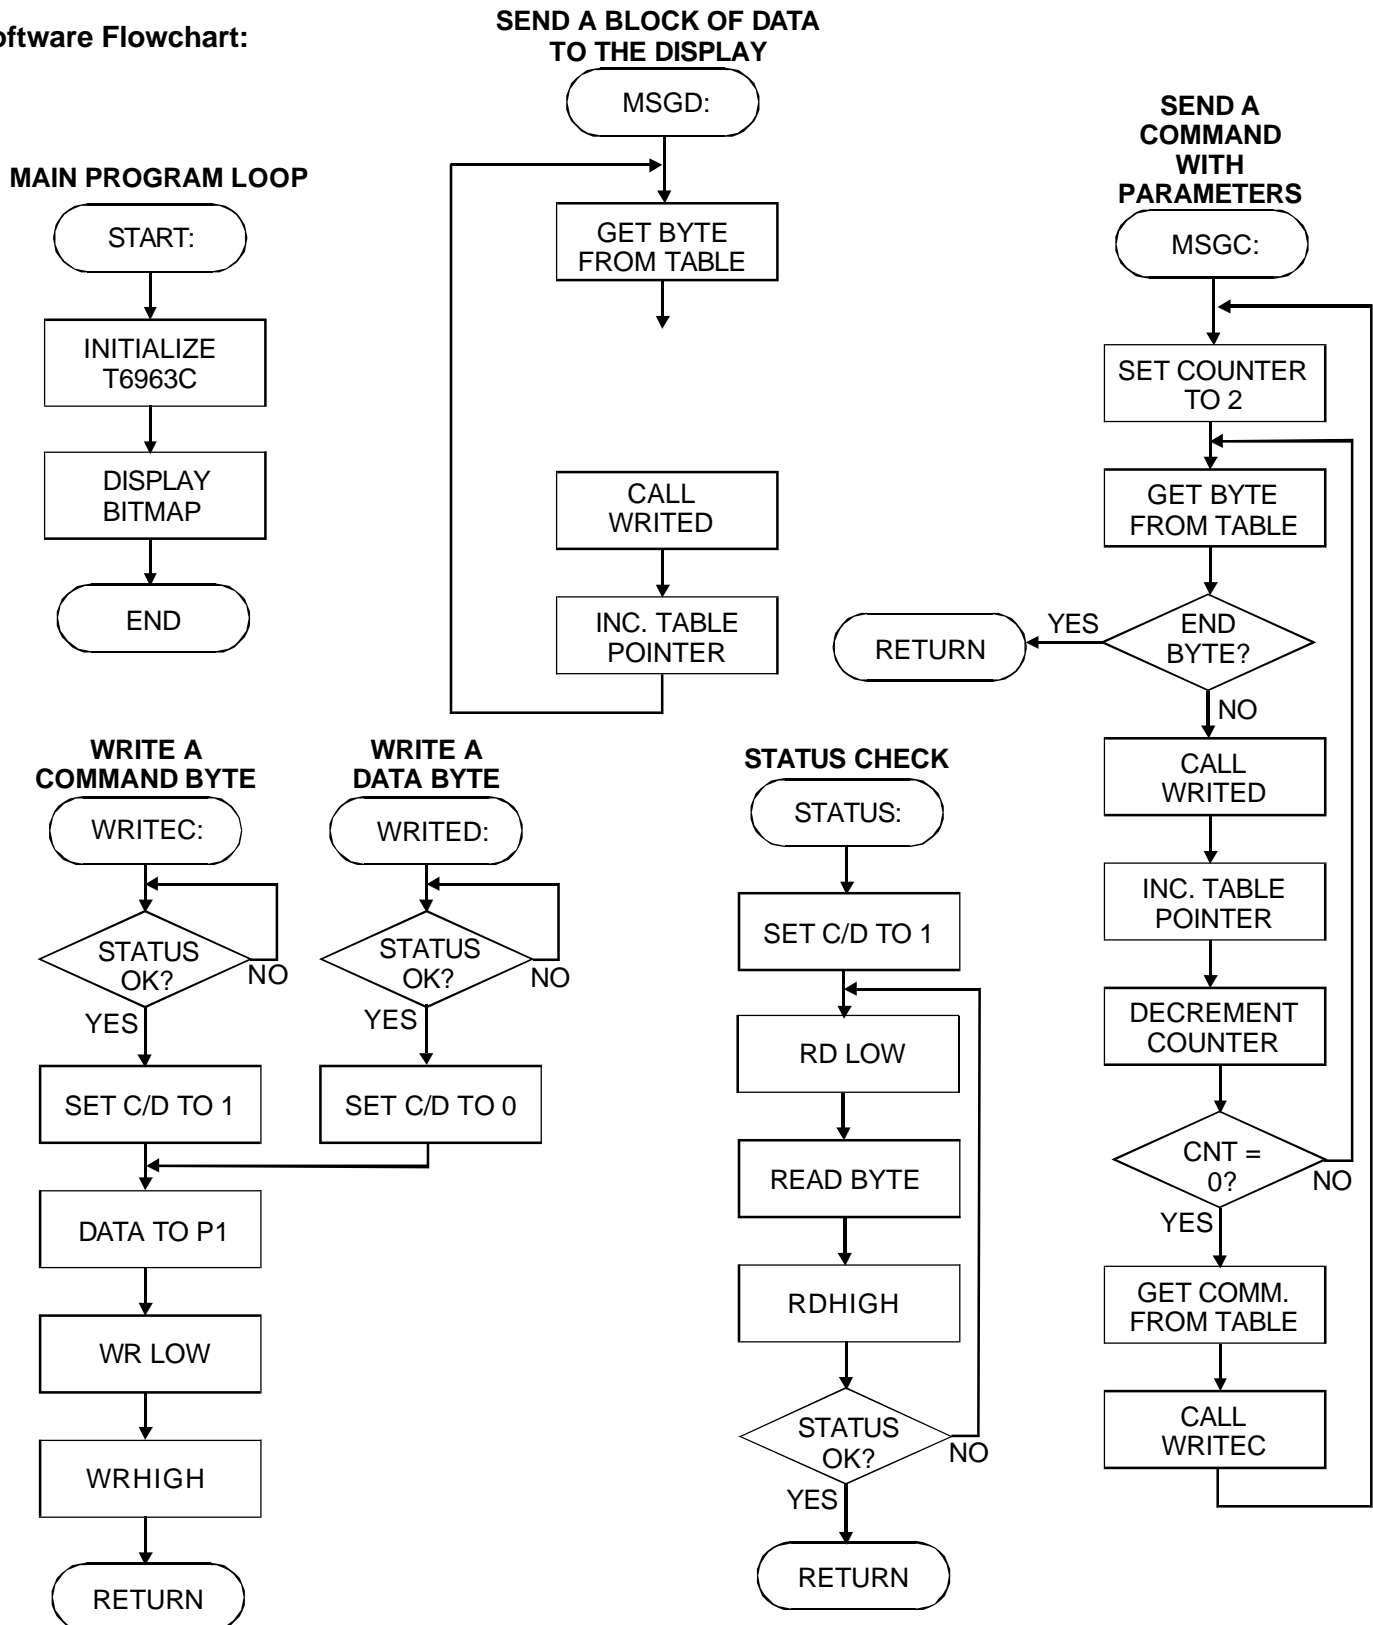 oftware Flowchart:
SEND A BLOCK OF DATA
TO THE DISPLAY
MSGD:
GET BYTE
FROM TABLE
CALL
WRITED
INC. TABLE
POINTER
MAIN PROGRAM LOOP
START:
INITIALIZE
T6963C
DISPLAY
BITMAP
END
SEND A
COMMAND
WITH
PARAMETERS
MSGC:
SET COUNTER
TO 2
GET BYTE
FROM TABLE
END
BYTE?
YES
RETURN
NO
CALL
WRITED
INC. TABLE
POINTER
DECREMENT
COUNTER
CNT =
0?
NO
YES
GET COMM.
FROM TABLE
CALL
WRITEC
WRITE A
COMMAND BYTE
WRITEC:
STATUS
OK?
NO
YES
SET C/D TO 1
DATA TO P1
WR LOW
WRHIGH
RETURN
WRITE A
DATA BYTE
WRITED:
STATUS
OK?
NO
YES
SET C/D TO 0
STATUS CHECK
STATUS:
SET C/D TO 1
RD LOW
READ BYTE
RDHIGH
STATUS
OK?
NO
YES
RETURN